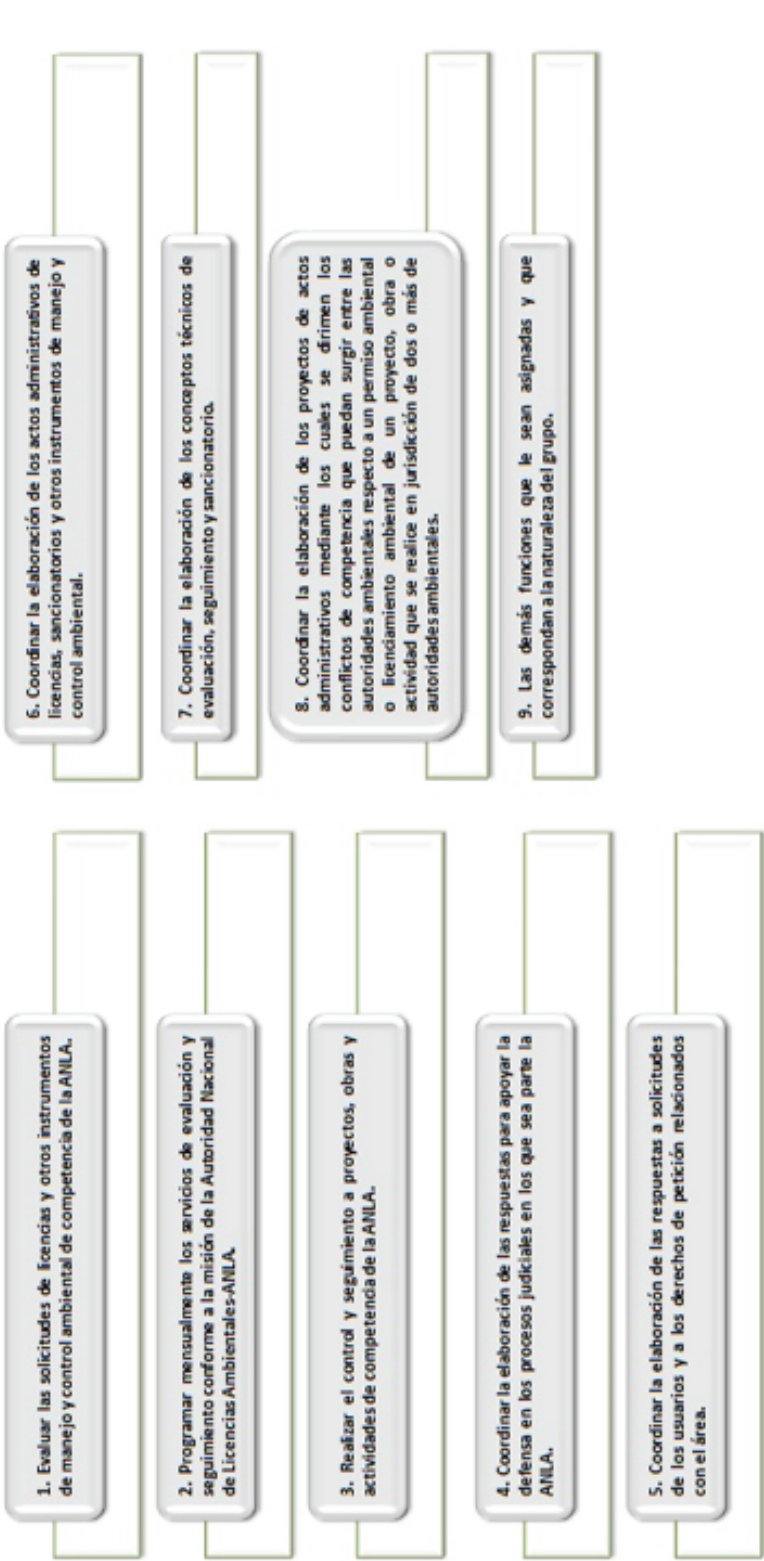 1. Evaluar las solicitudes de licencias y otros instrumentos
de manejo y control ambiental de competencia de la ANLA.
2. Programar mensualmente los servicios de evaluación y
seguimiento conforme a la misión de la Autoridad Nacional
de Licencias Ambientales-ANLA.
3. Realizar el control y seguimiento a proyectos, obras y
actividades de competencia de la ANLA.
4. Coordinar la elaboración de las respuestas para apoyar la
defensa en los procesos judiciales en los que sea parte la
ANLA.
5. Coordinar la elaboración de las respuestas a solicitudes
de los usuarios y a los derechos de petición relacionados
con el área.
6. Coordinar la elaboración de los actos administrativos de
licencias, sancionatorios y otros instrumentos de manejo y
control ambiental.
7. Coordinar la elaboración de los conceptos técnicos de
evaluación, seguimiento y sancionatorio.
8. Coordinar la elaboración de los proyectos de actos
administrativos mediante los cuales se dirimen los
conflictos de competencia que puedan surgir entre las
autoridades ambientales respecto a un permiso ambiental
o licenciamiento ambiental de un proyecto, obra o
actividad que se realice en jurisdicción de dos o más de
autoridades ambientales.
9. Las demás funciones que le sean asignadas y que
correspondan a la naturaleza del grupo.